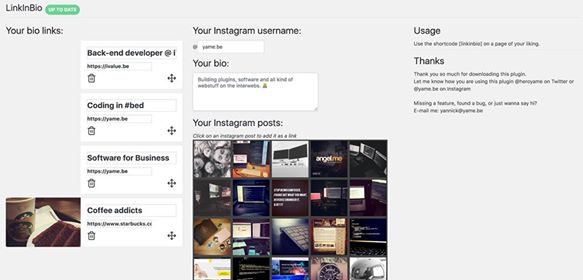 LinkInBio UP TO DATE
Your bio links:
Back-end developer @ i
https://ivalue.be
Coding in #bed
https://yame.be
Software for Business
https://yame.be
Coffee addicts
https://www.starbucks.c
Your Instagram username:
@ yame.be
Your bio:
Building plugins, software and all kind of
webstuff on the interwebs.
Your Instagram posts:
Click on an instagram post to add it as a link
angel.me
Usage
Use the shortcode [linkinbio] on a page of your liking.
Thanks
Thank you so much for downloading this plugin.
Let me know how you are using this plugin @heroyame on Twitter or
@yame.be on instagram
Missing a feature, found a bug, or just wanna say hi?
E-mail me: yannick@yame.be